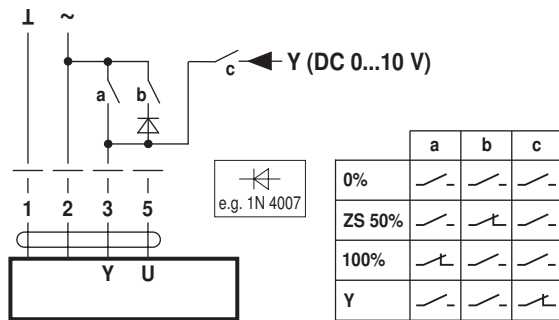 ⊥ ~
a b c Y (DC 0...10 V)
1 2 3 5
Y U
e.g. 1N 4007
a b c
0%
ZS 50%
100%
Y